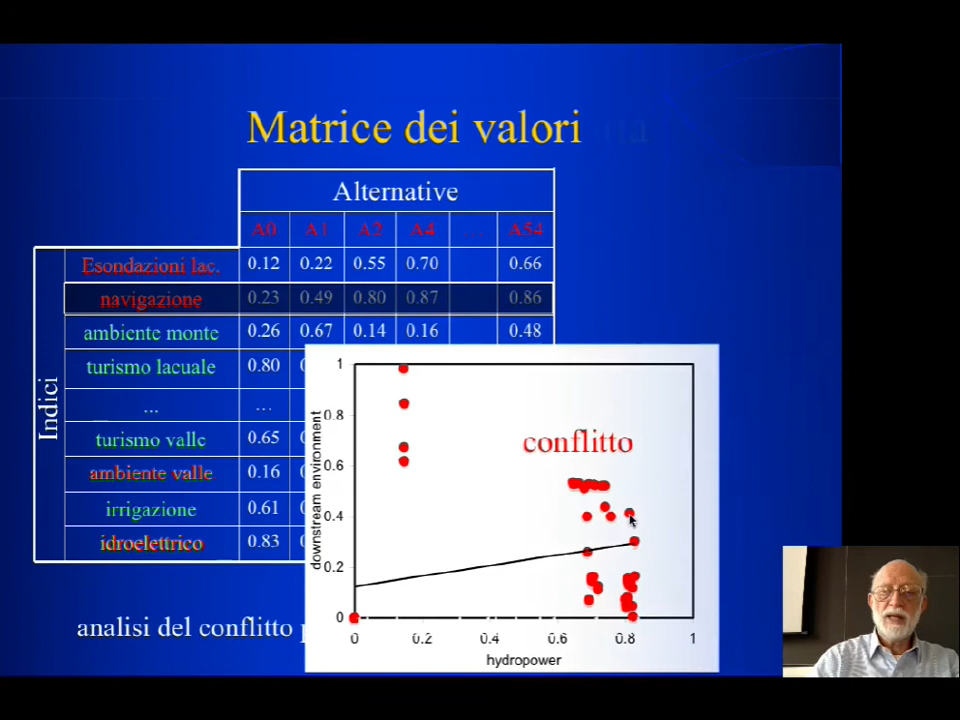 Matrice dei valori
Alternative
A0 A1 A2 A4 ... A54
Esondazioni lac. 0.12 0.22 0.55 0.70 0.66
navigazione 0.23 0.49 0.80 0.87 0.86
ambiente monte 0.26 0.67 0.14 0.16 0.48
turismo lacuale 0.80
... ...
turismo valle 0.65
ambiente valle 0.16
irrigazione 0.61
idroelettrico 0.83
Indici
analisi del conflitto
conflitto
downstream environment
1
0.8
0.6
0.4
0.2
0
0 0.2 0.4 0.6 0.8 1
hydropower